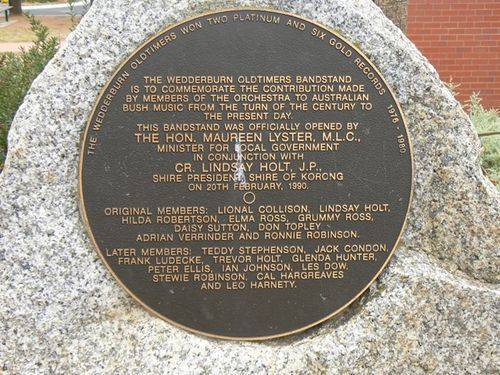 THE WEDDERBURN OLDTIMERS WON TWO PLATINUM AND SIX GOLD RECORDS 1976 - 1980
THE WEDDERBURN OLDTIMERS BANDSTAND
IS TO COMMEMORATE THE CONTRIBUTION MADE
BY MEMBERS OF THE ORCHESTRA TO AUSTRALIAN
BUSH MUSIC FROM THE TURN OF THE CENTURY TO
THE PRESENT DAY.
THIS BANDSTAND WAS OFFICIALLY OPENED BY
THE HON. MAUREEN LYSTER, M.L.C.,
MINISTER FOR LOCAL GOVERNMENT
IN CONJUNCTION WITH
CR. LINDSAY HOLT, J.P.,
SHIRE PRESIDENT, SHIRE OF KORONG
ON 20TH FEBRUARY, 1990.
ORIGINAL MEMBERS: LIONAL COLLISON, LINDSAY HOLT,
HILDA ROBERTSON, ELMA ROSS, GRUMMY ROSS,
DAISY SUTTON, DON TOPLEY
ADRIAN VERRINDER AND RONNIE ROBINSON.
LATER MEMBERS: TEDDY STEPHENSON, JACK CONDON,
FRANK LUDECKE, TREVOR HOLT, GLENDA HUNTER,
PETER ELLIS, IAN JOHNSON, LES DOW,
STEWIE ROBINSON, CAL HARGREAVES
AND LEO HARNETY.